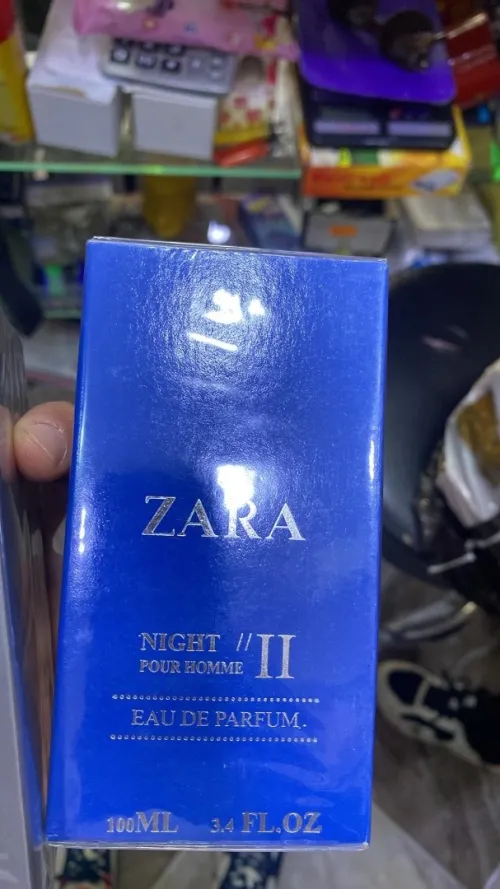 ZARA
NIGHT // II
POUR HOMME
EAU DE PARFUM.
100ML 3.4 FL.OZ